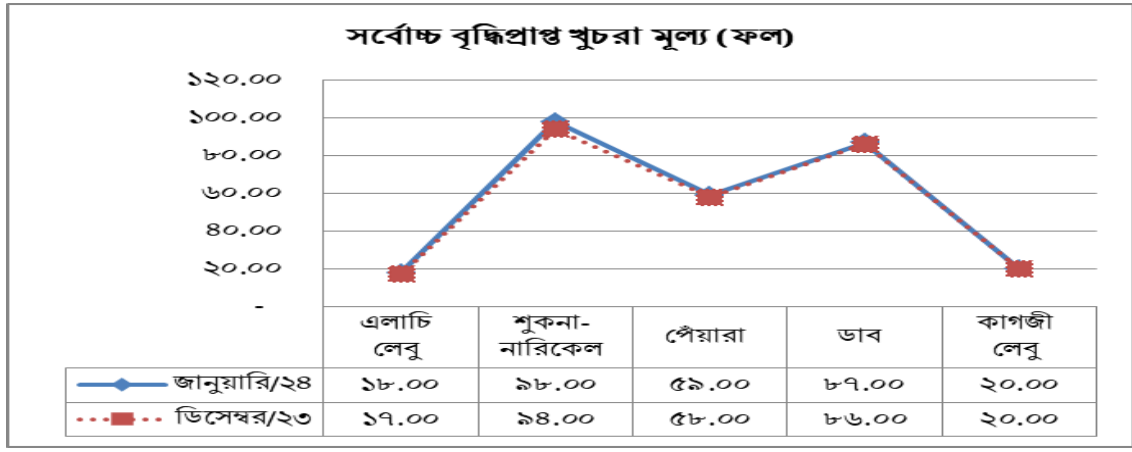 সর্বোচ্চ বৃদ্ধিপ্রাপ্ত খুচরা মূল্য (ফল)
১২০.০০
১০০.০০
৮০.০০
৬০.০০
৪০.০০
২০.০০
-
এলাচি লেবু
শুকনা-নারিকেল
পেঁয়ারা
ডাব
কাগজী লেবু
জানুয়ারি/২৪ ১৮.০০ ৯৮.০০ ৫৯.০০ ৮৭.০০ ২০.০০
ডিসেম্বর/২৩ ১৭.০০ ৯৪.০০ ৫৮.০০ ৮৬.০০ ২০.০০